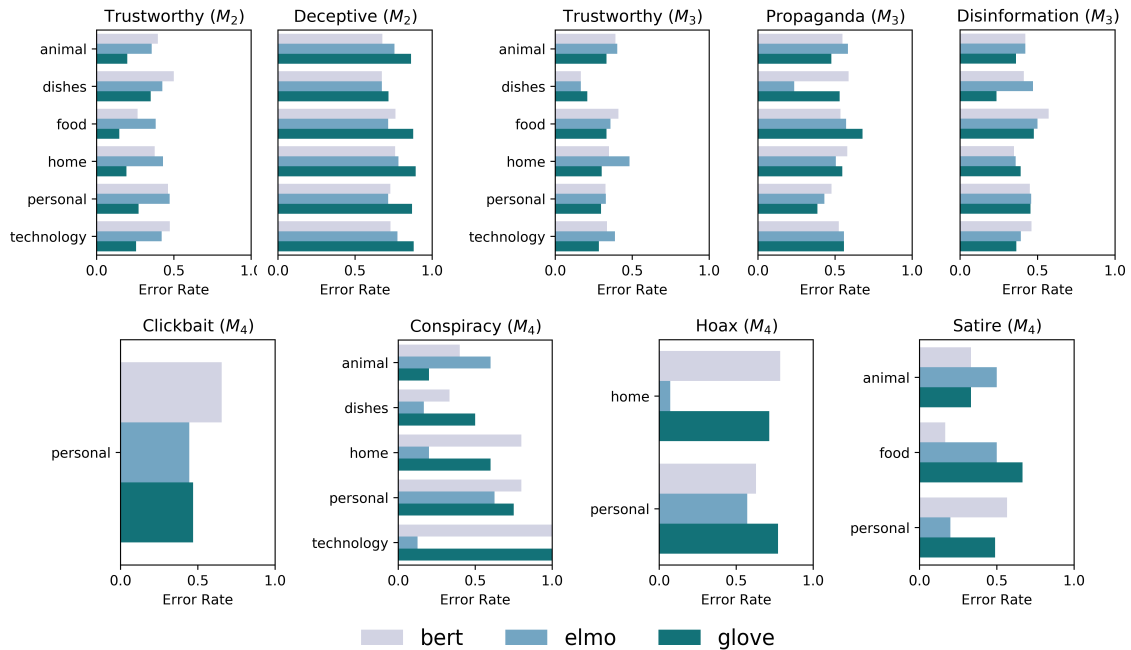 Trustworthy (M2) Deceptive (M2) Trustworthy (M3) Propaganda (M3) Disinformation (M3)
animal animal
dishes dishes
food food
home home
personal personal
technology technology
0.0 0.5 1.0 0.0 0.5 1.0 0.0 0.5 1.0 0.0 0.5 1.0 0.0 0.5 1.0
Error Rate Error Rate Error Rate Error Rate Error Rate
Clickbait (M4) Conspiracy (M4) Hoax (M4) Satire (M4)
personal
animal
dishes
home
personal
technology
home
personal
animal
food
personal
0.0 0.5 1.0 0.0 0.5 1.0 0.0 0.5 1.0 0.0 0.5 1.0
Error Rate Error Rate Error Rate Error Rate
bert elmo glove